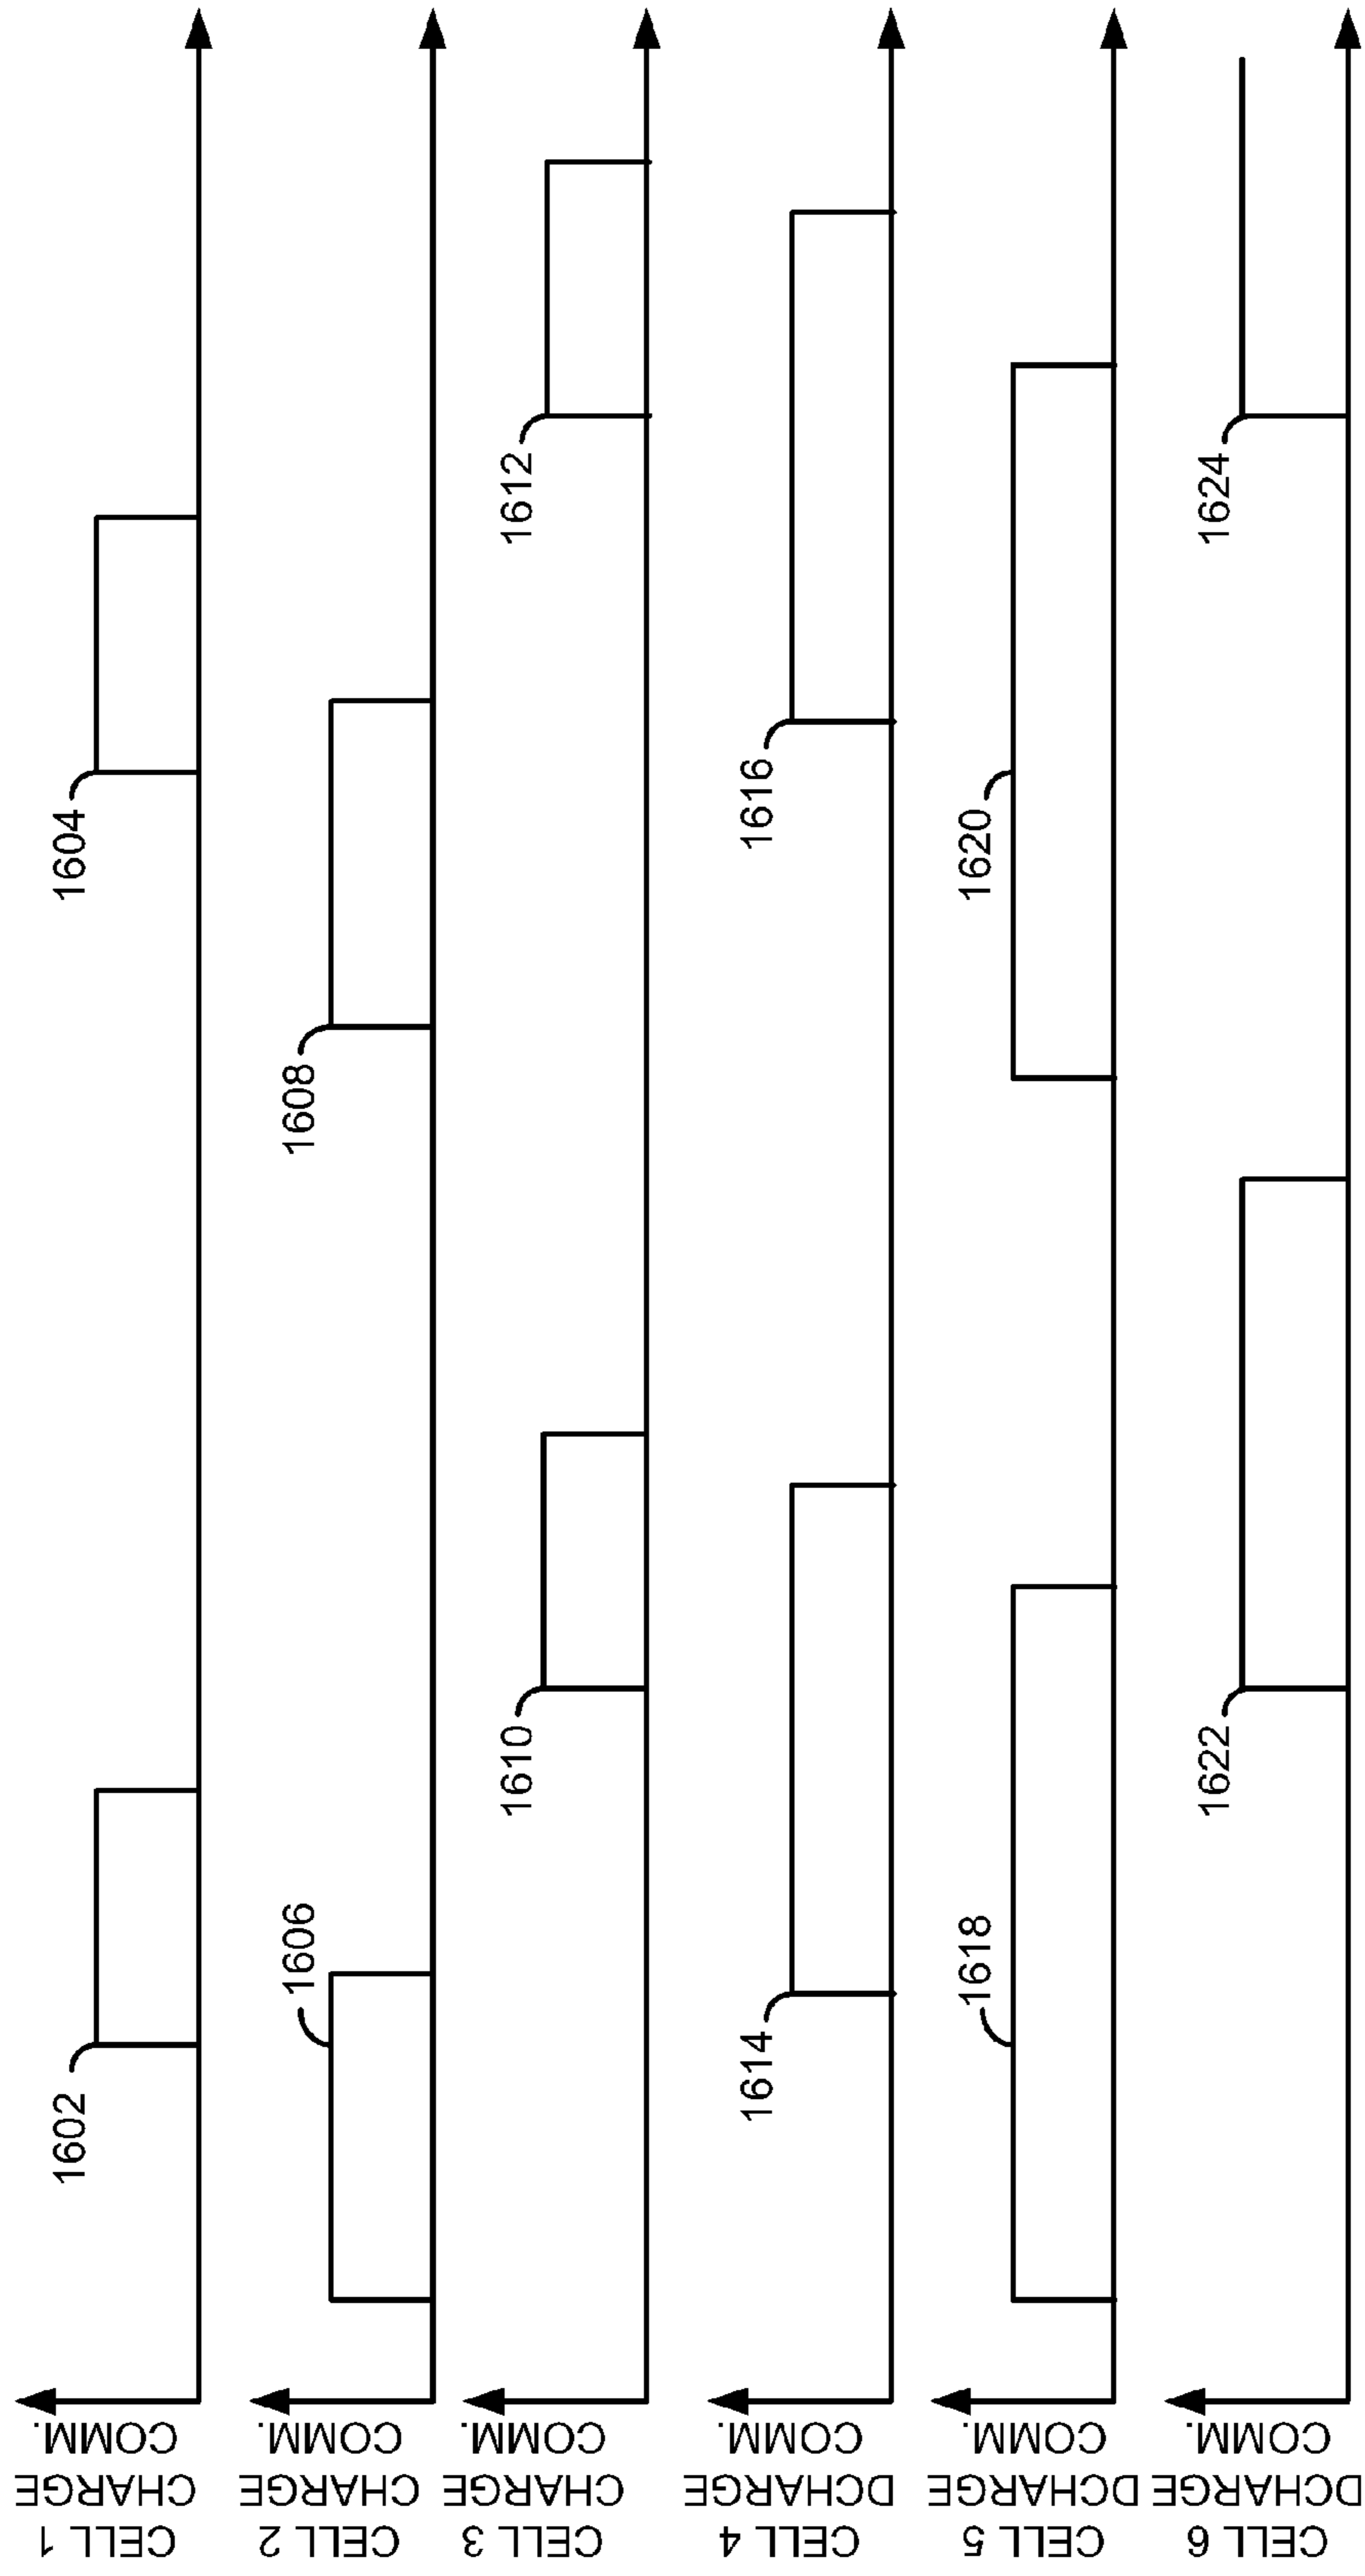 CELL 1
CHARGE
COMM.
1602
1604
CELL 2
CHARGE
COMM.
1606
1608
CELL 3
CHARGE
COMM.
1610
1612
CELL 4
DCHARGE
COMM.
1614
1616
CELL 5
DCHARGE
COMM.
1618
1620
CELL 6
DCHARGE
COMM.
1622
1624